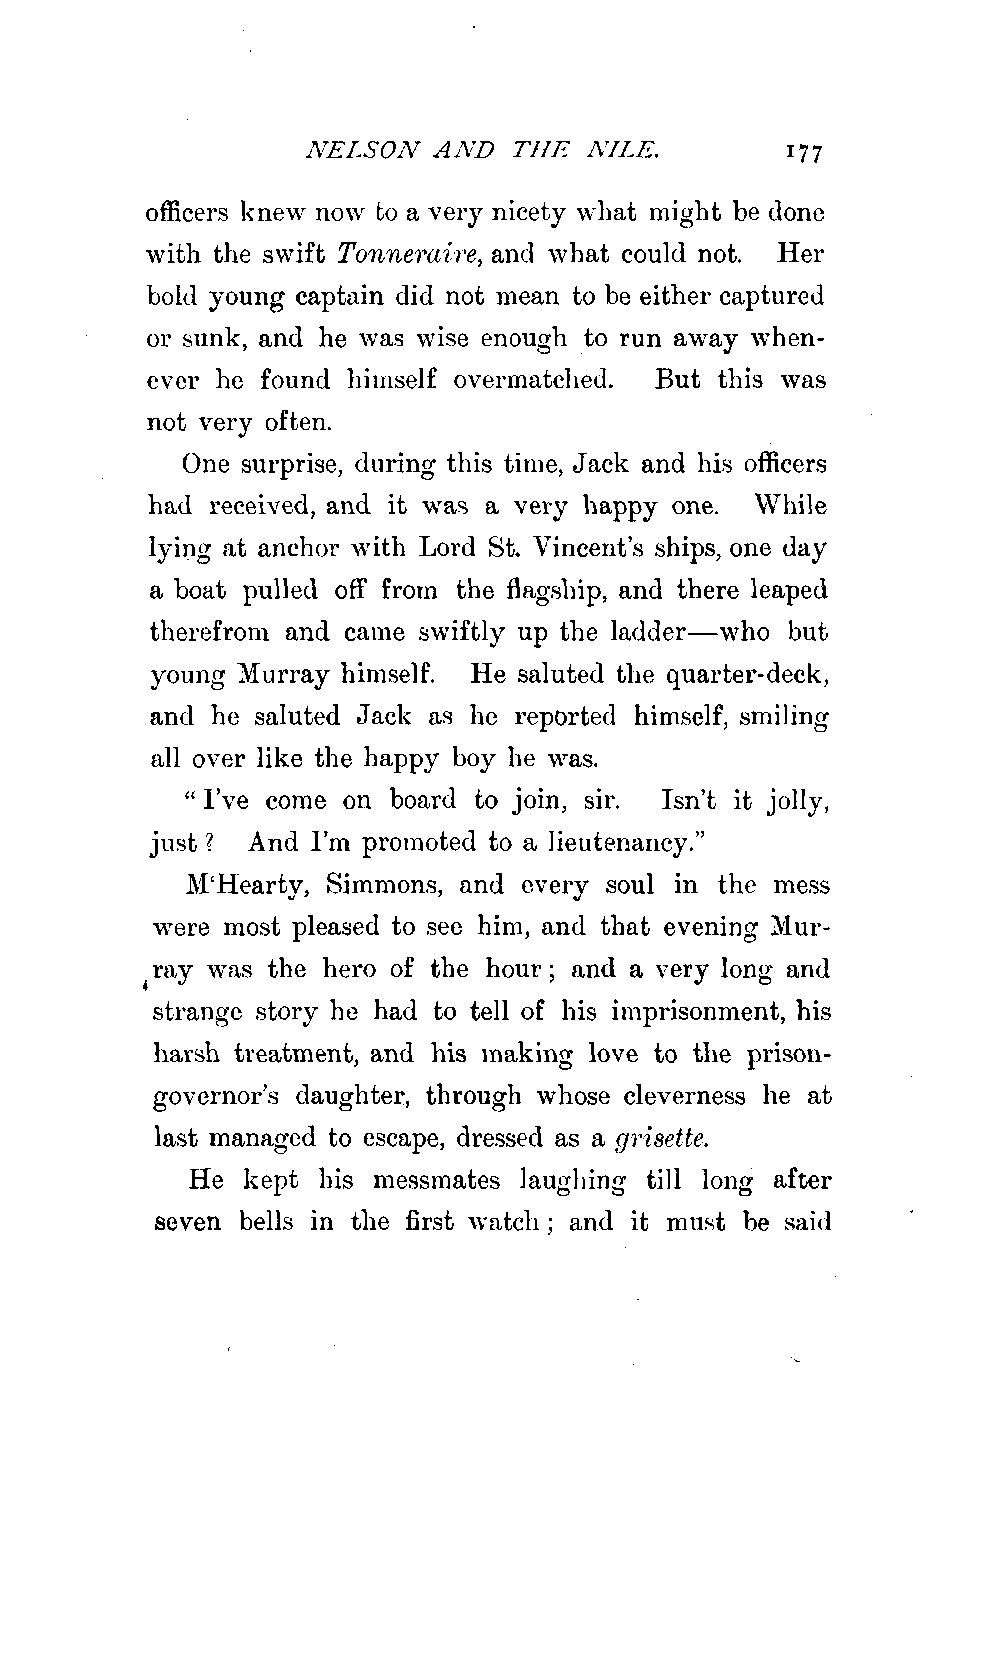 NELSON AND THE NILE. 177
officers knew now to a very nicety what might be done
with the swift Tonneraire, and what could not. Her
bold young captain did not mean to be either captured
or sunk, and he was wise enough to run away when-
ever he found himself overmatched. But this was
not very often.
One surprise, during this time, Jack and his officers
had received, and it was a very happy one. While
lying at anchor with Lord St. Vincent's ships, one day
a boat pulled off from the flagship, and there leaped
therefrom and came swiftly up the ladder—who but
young Murray himself. He saluted the quarter-deck,
and he saluted Jack as he reported himself, smiling
all over like the happy boy he was.
"I've come on board to join, sir. Isn't it jolly,
just? And I'm promoted to a lieutenancy."
M'Hearty, Simmons, and every soul in the mess
were most pleased to see him, and that evening Mur-
ray was the hero of the hour; and a very long and
strange story he had to tell of his imprisonment, his
harsh treatment, and his making love to the prison-
governor's daughter, through whose cleverness he at
last managed to escape, dressed as a grisette.
He kept his messmates laughing till long after
seven bells in the first watch; and it must be said